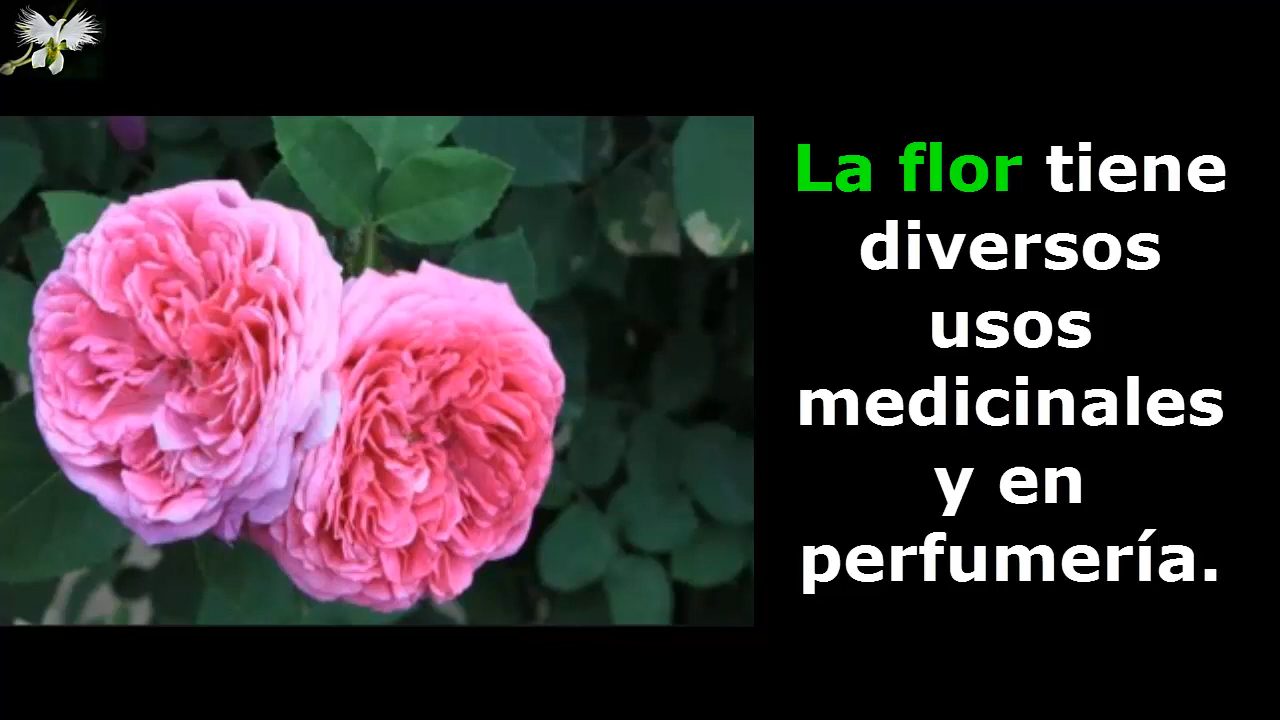 La flor tiene
diversos
usos
medicinales
y en
perfumería.